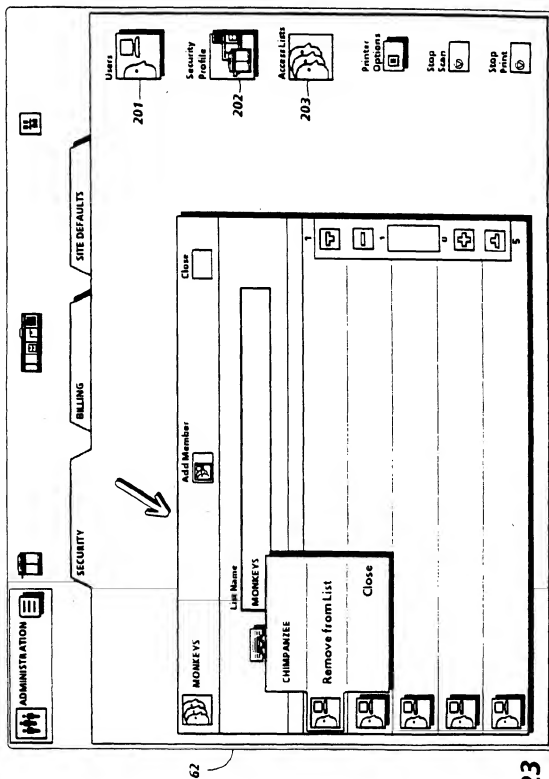 ADMINISTRATION
SECURITY
BILLING
SITE DEFAULTS
MONKEYS
Add Member
Close
List Name
MONKEYS
CHIMPANZEE
Remove from List
Close
1
5
Users
201
Security
Profile
202
Access Lists
203
Printer
Options
Stop
Scan
Stop
Print
62
23